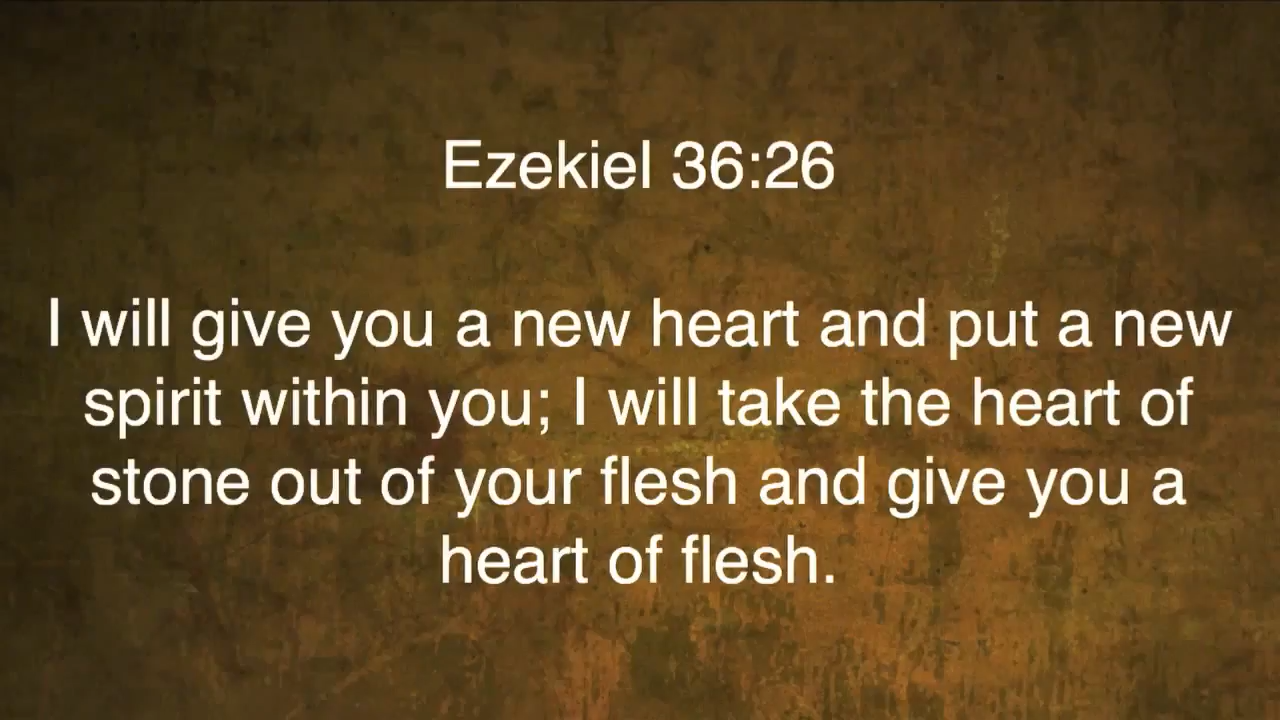 Ezekiel 36:26
I will give you a new heart and put a new
spirit within you; I will take the heart of
stone out of your flesh and give you a
heart of flesh.